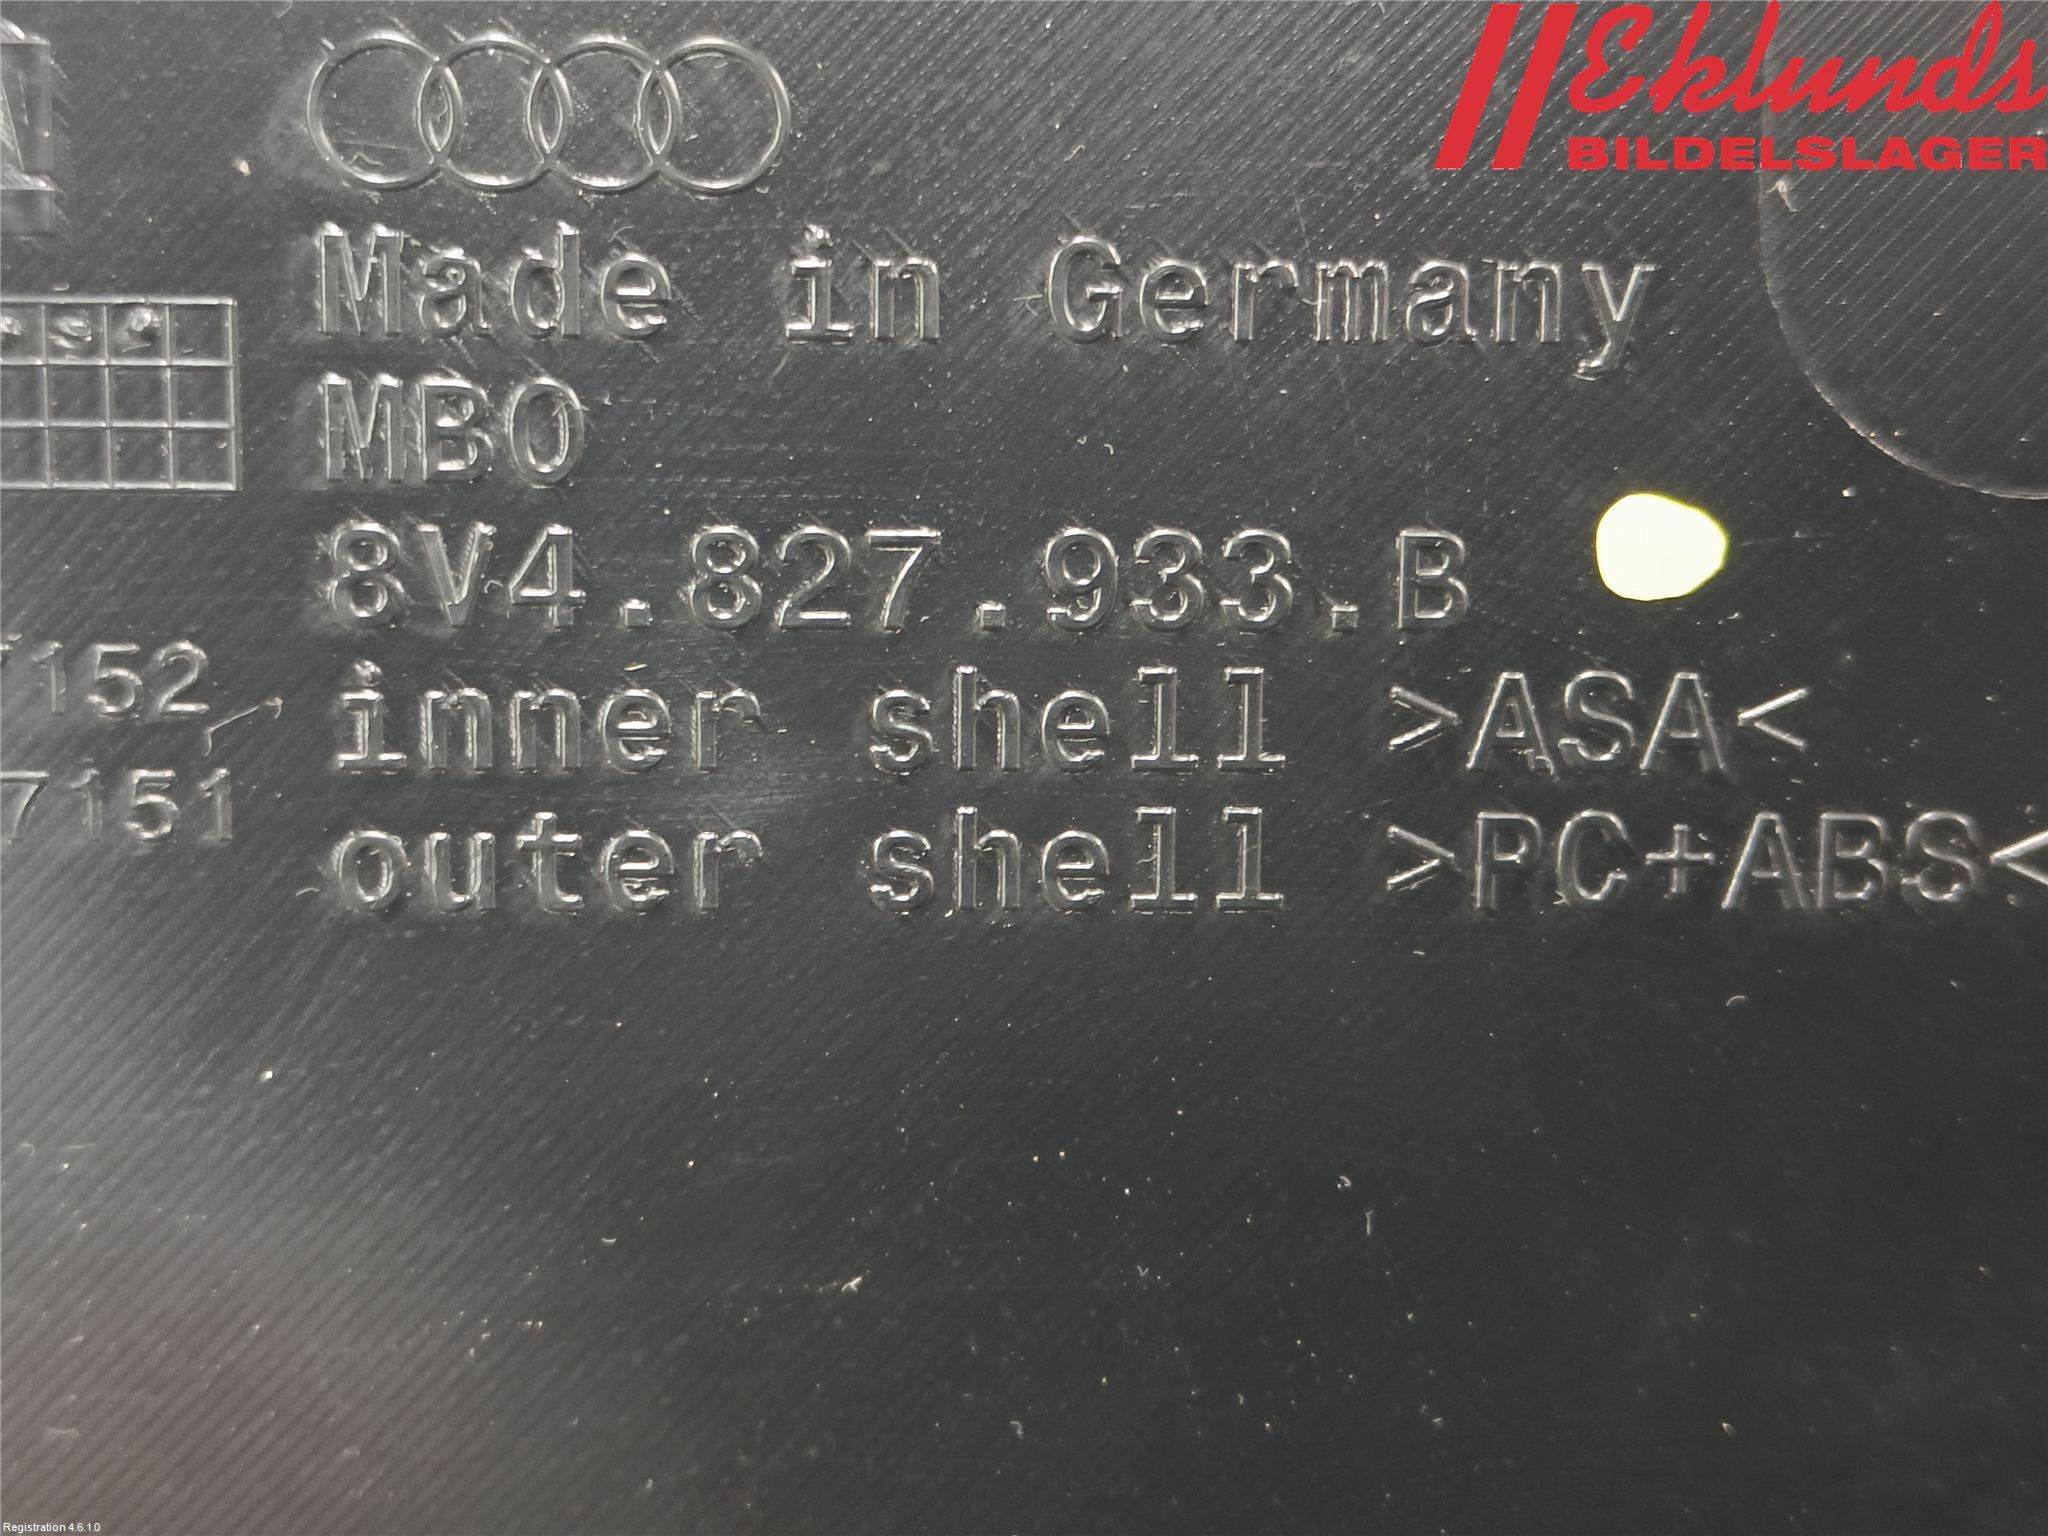 Eklunds
BILDELSLAGER
Made in Germany
MBO
8V4.827.933.B
152
inner shell >ASA<
7151
outer shell >PC+ABS<
Registration 4.6.1.0